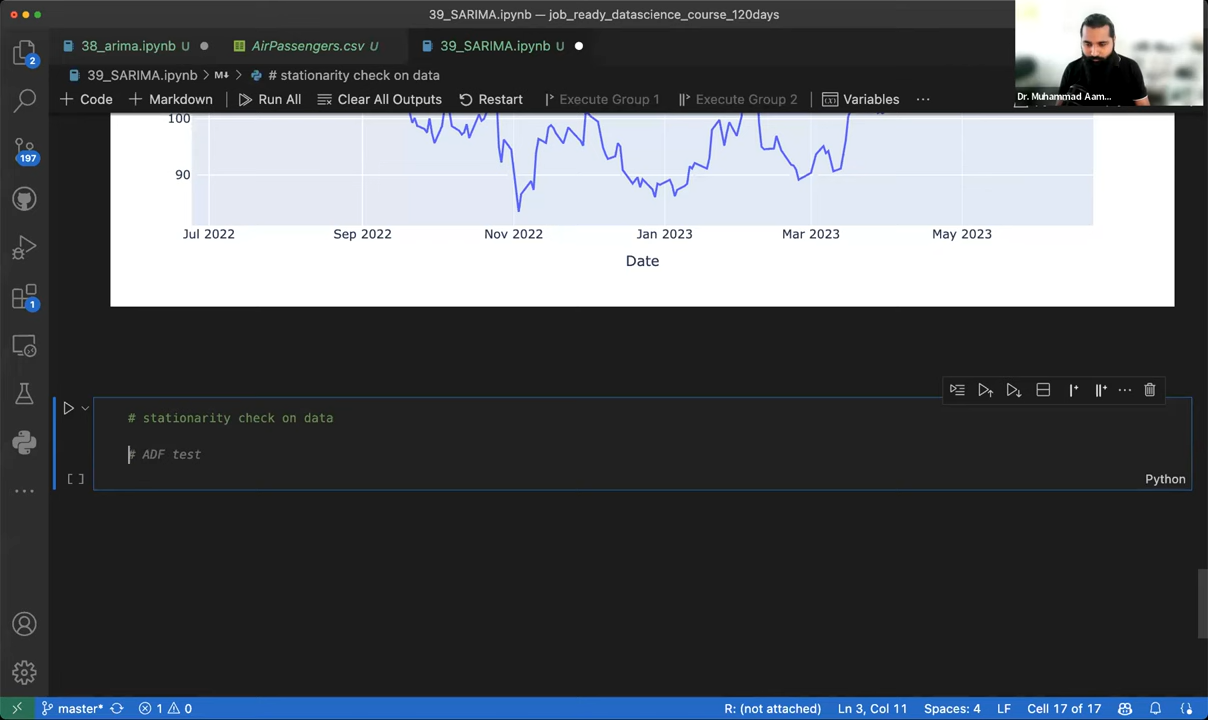 39_SARIMA.ipynb — job_ready_datascience_course_120days
38_arima.ipynb U
AirPassengers.csv U
39_SARIMA.ipynb U
39_SARIMA.ipynb > M↓ > # stationarity check on data
+ Code + Markdown Run All Clear All Outputs Restart Execute Group 1 Execute Group 2 Variables ...
Dr. Muhammad Aam...
100
90
Jul 2022 Sep 2022 Nov 2022 Jan 2023 Mar 2023 May 2023
Date
2
197
1
# stationarity check on data
# ADF test
[ ]
Python
master* 1 0 R: (not attached) Ln 3, Col 11 Spaces: 4 LF Cell 17 of 17